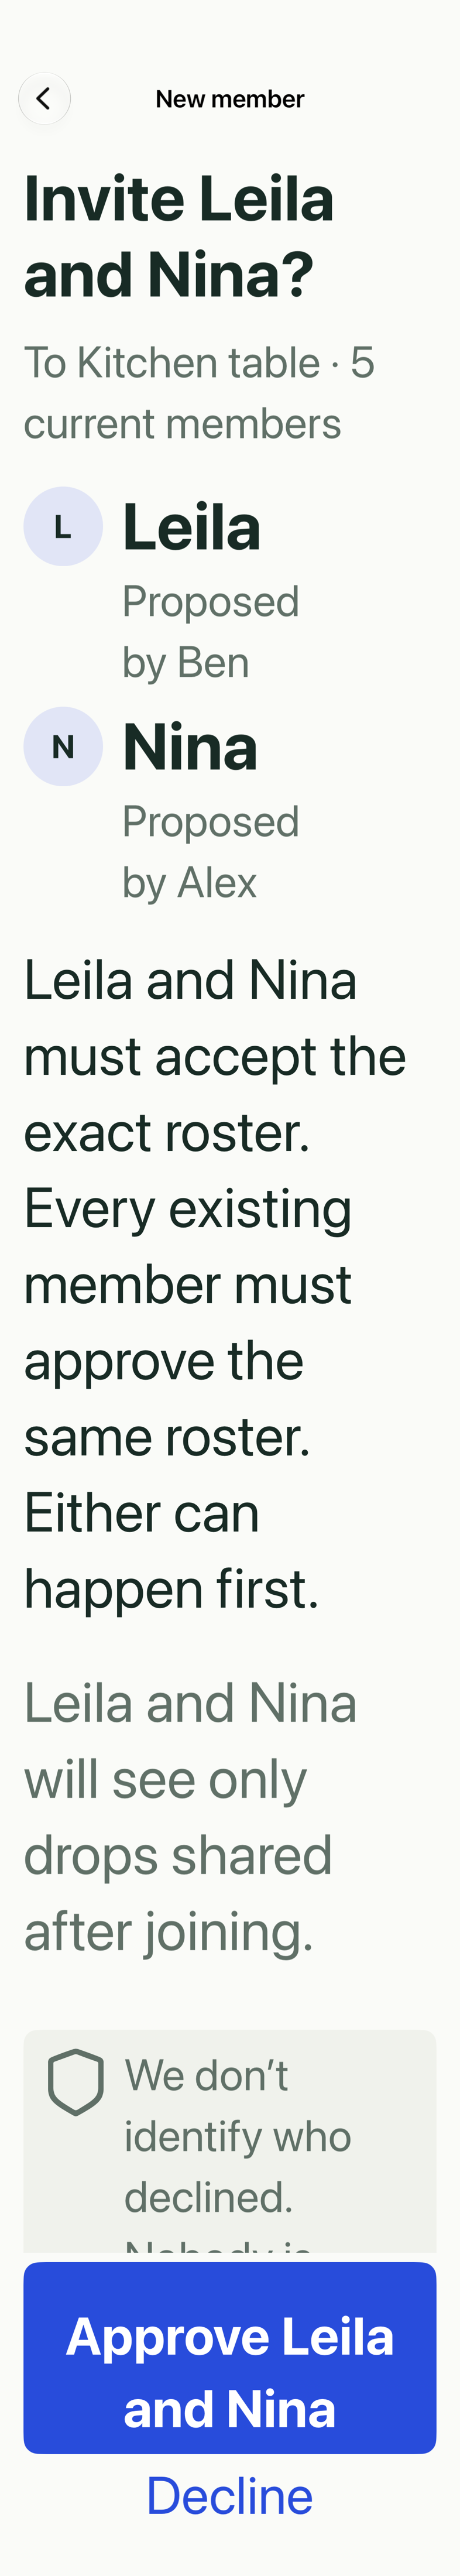 New member
Invite Leila
and Nina?
To Kitchen table · 5
current members
L
Leila
Proposed
by Ben
N
Nina
Proposed
by Alex
Leila and Nina
must accept the
exact roster.
Every existing
member must
approve the
same roster.
Either can
happen first.
Leila and Nina
will see only
drops shared
after joining.
We don’t
identify who
declined.
Nobody is
Approve Leila
and Nina
Decline